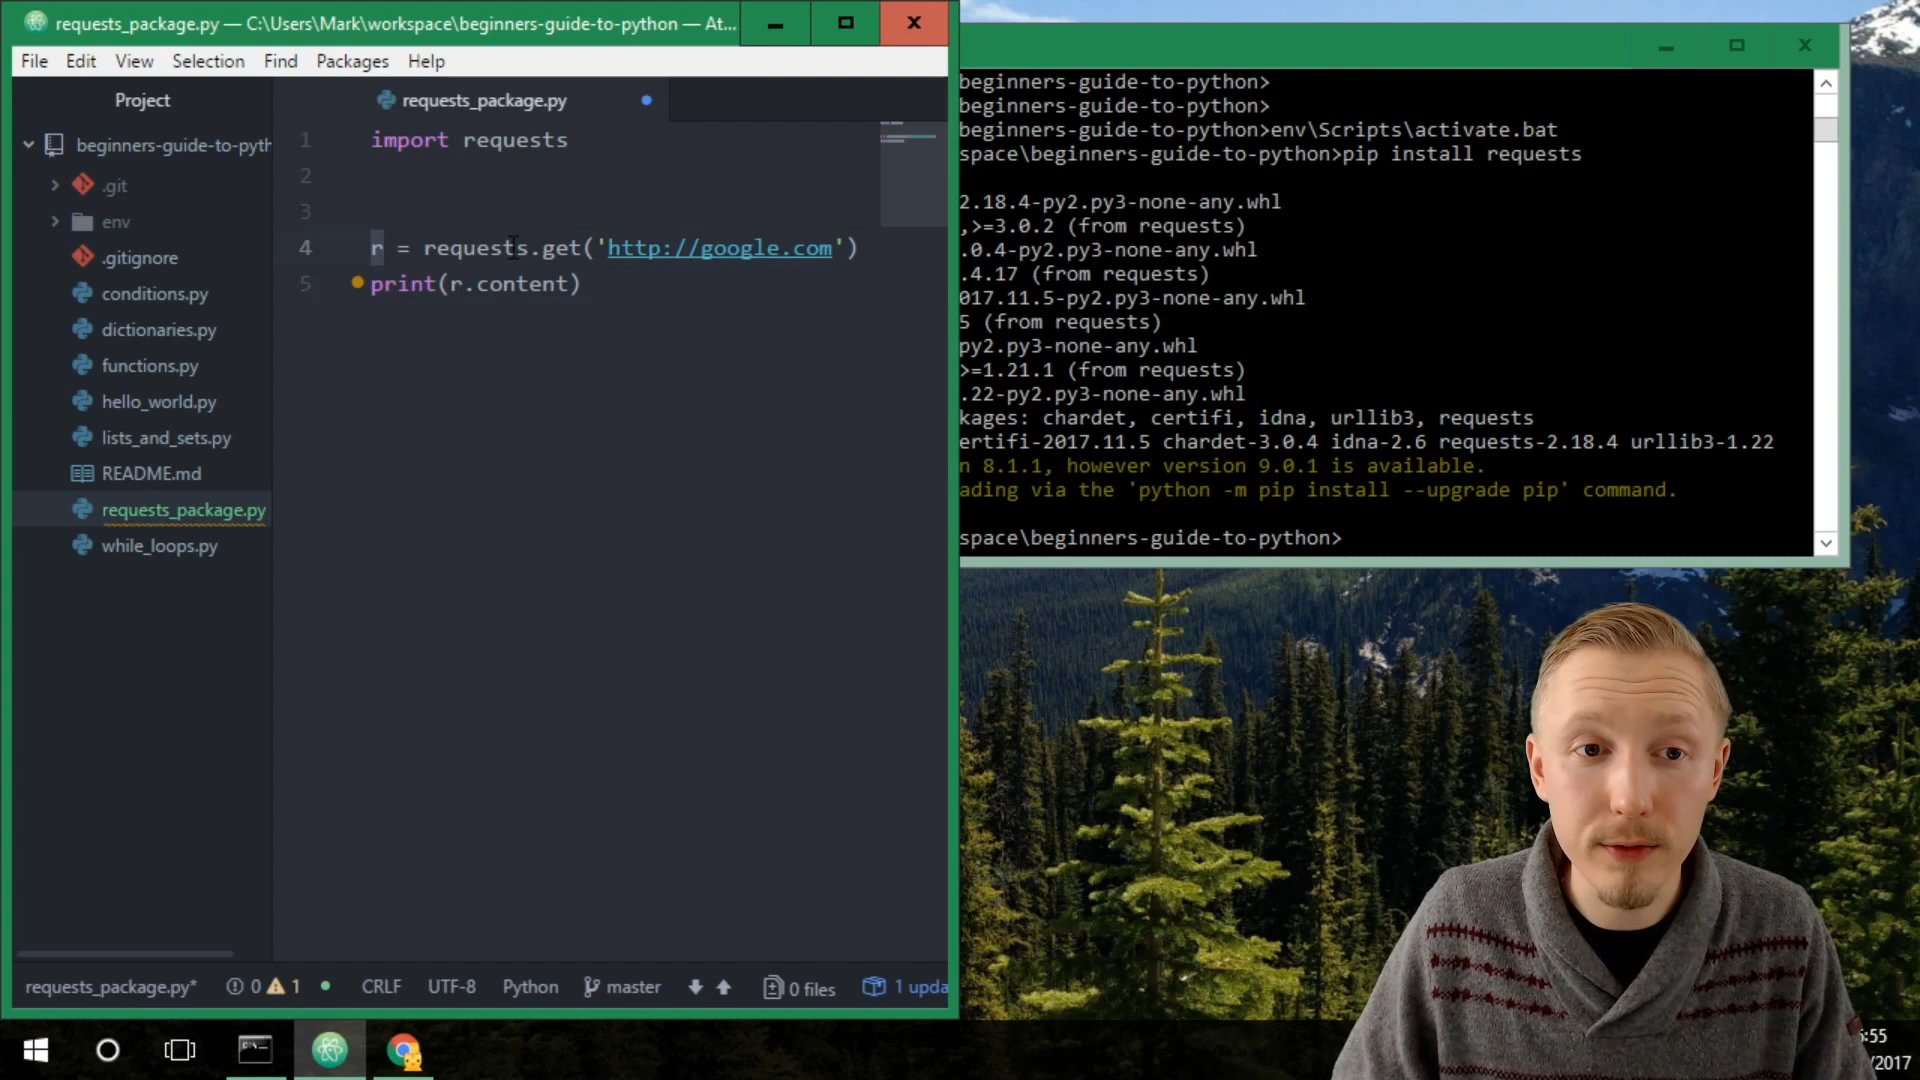 requests_package.py — C:\Users\Mark\workspace\beginners-guide-to-python — At...
File Edit View Selection Find Packages Help
Project
beginners-guide-to-pyth
.git
env
.gitignore
conditions.py
dictionaries.py
functions.py
hello_world.py
lists_and_sets.py
README.md
requests_package.py
while_loops.py
requests_package.py
1 import requests
2
3
4 r = requests.get('http://google.com')
5 print(r.content)
requests_package.py* 0 1 CRLF UTF-8 Python master 0 files 1 upda
beginners-guide-to-python>
beginners-guide-to-python>
beginners-guide-to-python>env\Scripts\activate.bat
space\beginners-guide-to-python>pip install requests
2.18.4-py2.py3-none-any.whl
,>=3.0.2 (from requests)
.0.4-py2.py3-none-any.whl
.4.17 (from requests)
017.11.5-py2.py3-none-any.whl
5 (from requests)
py2.py3-none-any.whl
>=1.21.1 (from requests)
.22-py2.py3-none-any.whl
kages: chardet, certifi, idna, urllib3, requests
ertifi-2017.11.5 chardet-3.0.4 idna-2.6 requests-2.18.4 urllib3-1.22
n 8.1.1, however version 9.0.1 is available.
ading via the 'python -m pip install --upgrade pip' command.
space\beginners-guide-to-python>
:55
/2017